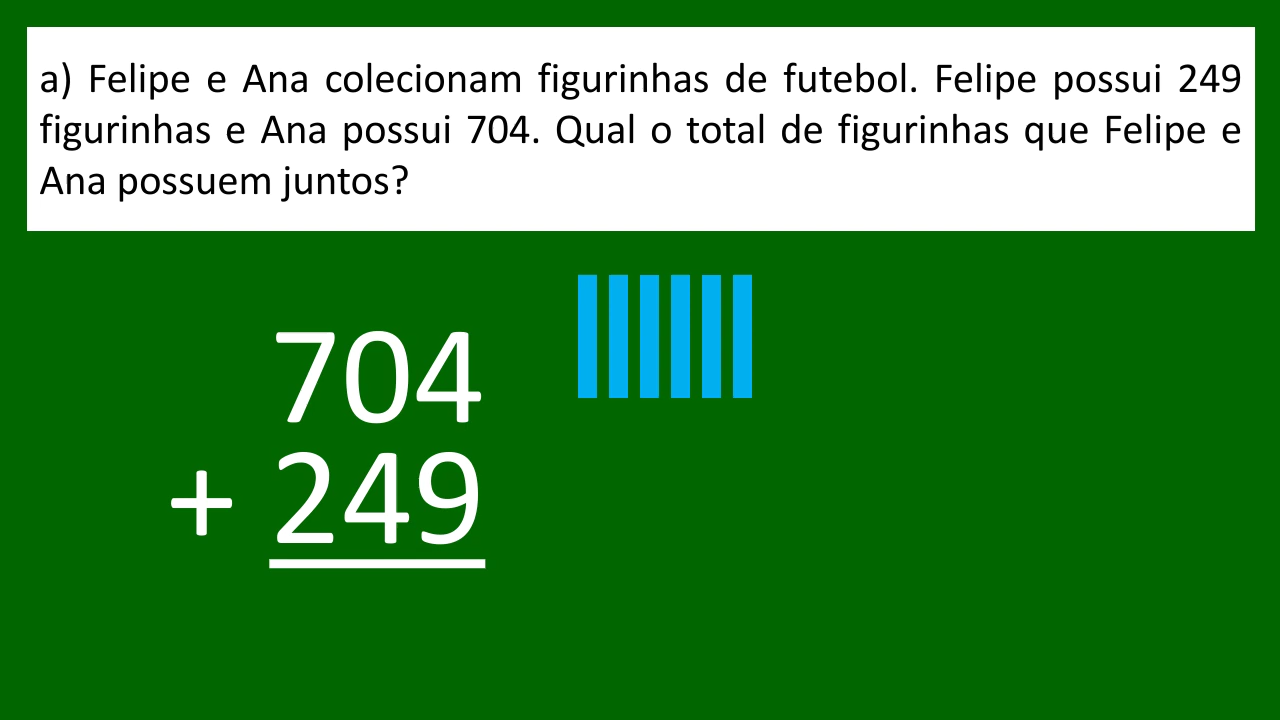 a) Felipe e Ana colecionam figurinhas de futebol. Felipe possui 249
figurinhas e Ana possui 704. Qual o total de figurinhas que Felipe e
Ana possuem juntos?
704
+ 249